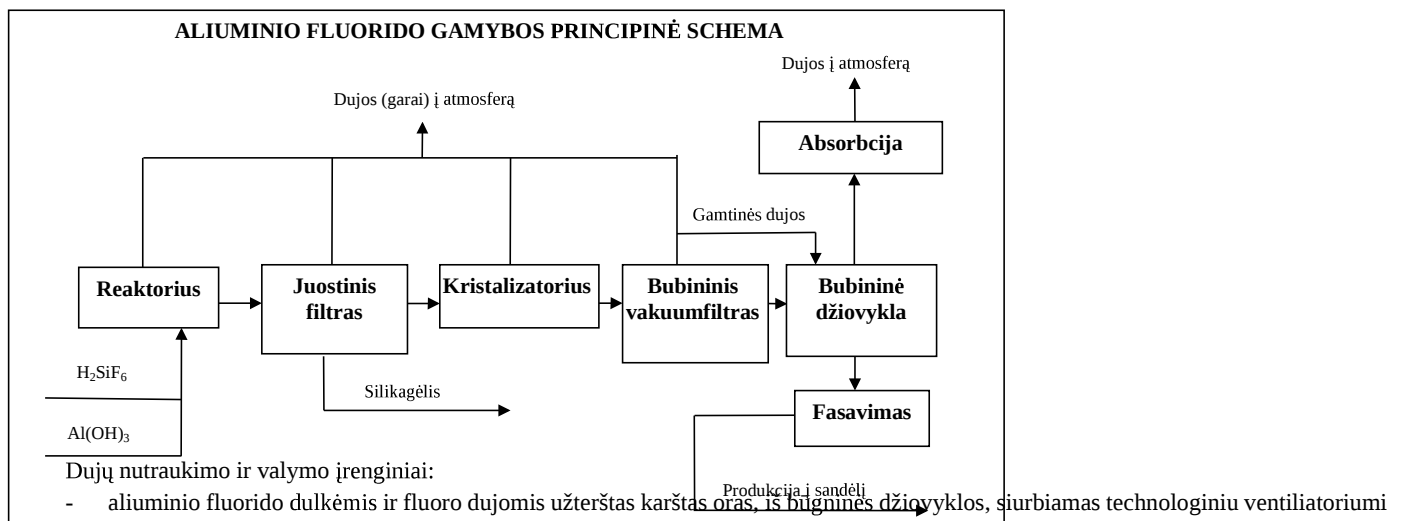 ALIUMINIO FLUORIDO GAMYBOS PRINCIPINĖ SCHEMA
Dujos į atmosferą
Dujos (garai) į atmosferą
Absorbcija
Gamtinės dujos
Reaktorius
Juostinis
filtras
Kristalizatorius
Bubininis
vakuumfiltras
Bubininė
džiovykla
H₂SiF₆
Silikagėlis
Fasavimas
Al(OH)₃
Dujų nutraukimo ir valymo įrenginiai:
Produkcija į sandėlį
- aliuminio fluorido dulkėmis ir fluoro dujomis užterštas karštas oras, iš būgninės džiovyklos, siurbiamas technologiniu ventiliatoriumi